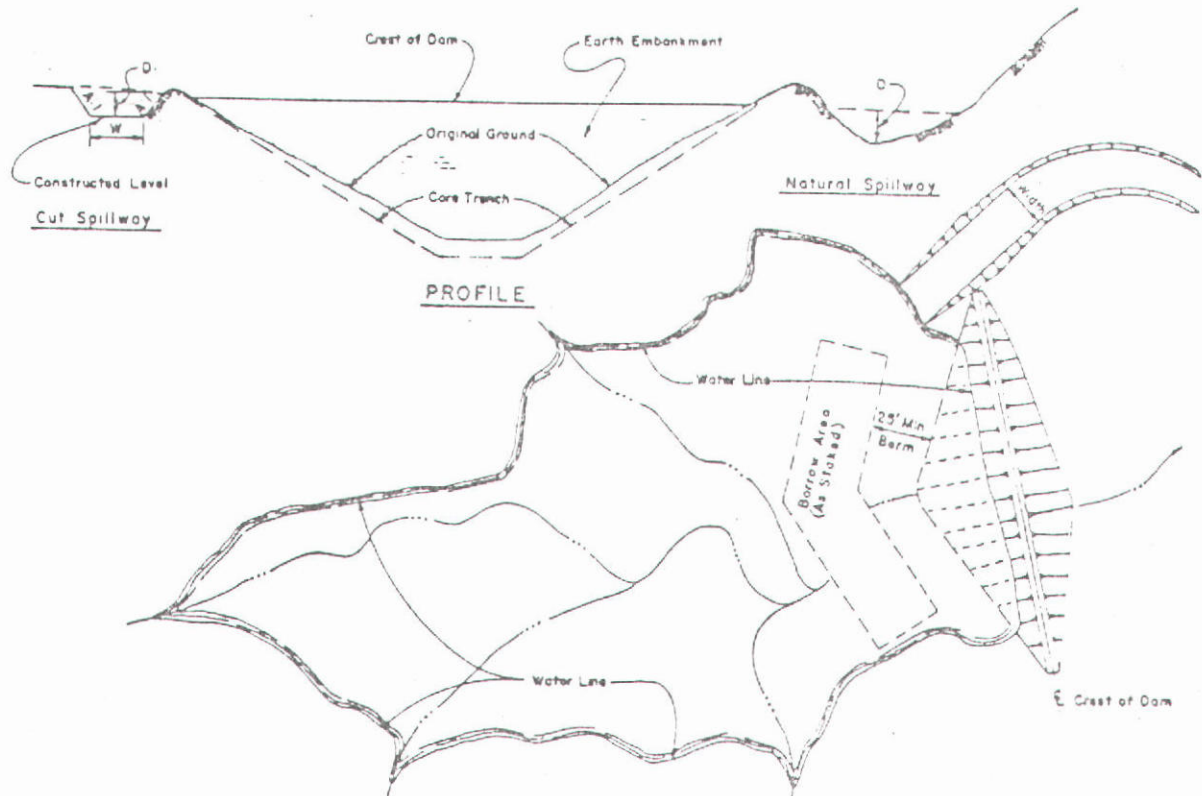 Crest of Dam
Earth Embankment
D
D
W
Original Ground
Constructed Level
Core Trench
Natural Spillway
Cut Spillway
Width
PROFILE
Water Line
25' Min
Berm
Borrow Area
(As Staked)
Water Line
℄ Crest of Dam